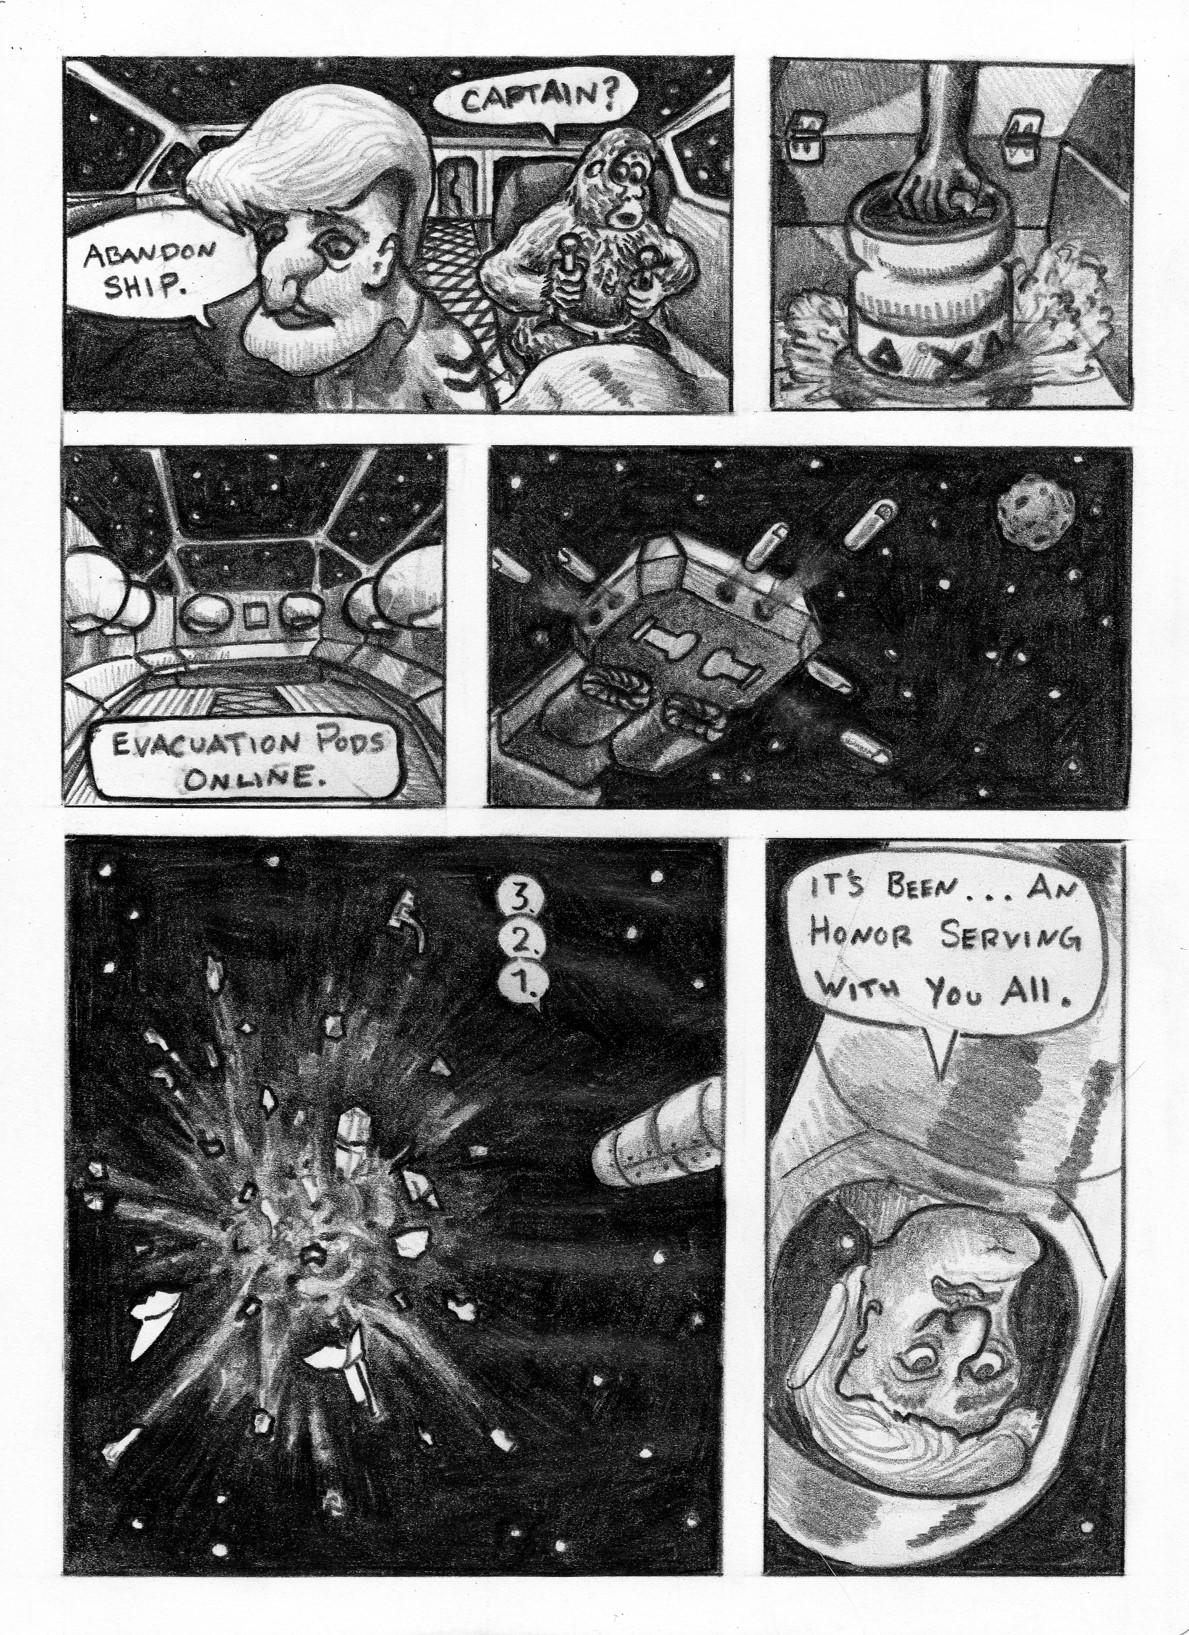 CAPTAIN?
ABANDON
SHIP.
EVACUATION PODS
ONLINE.
3.
2.
1.
IT'S BEEN... AN
HONOR SERVING
WITH YOU All.